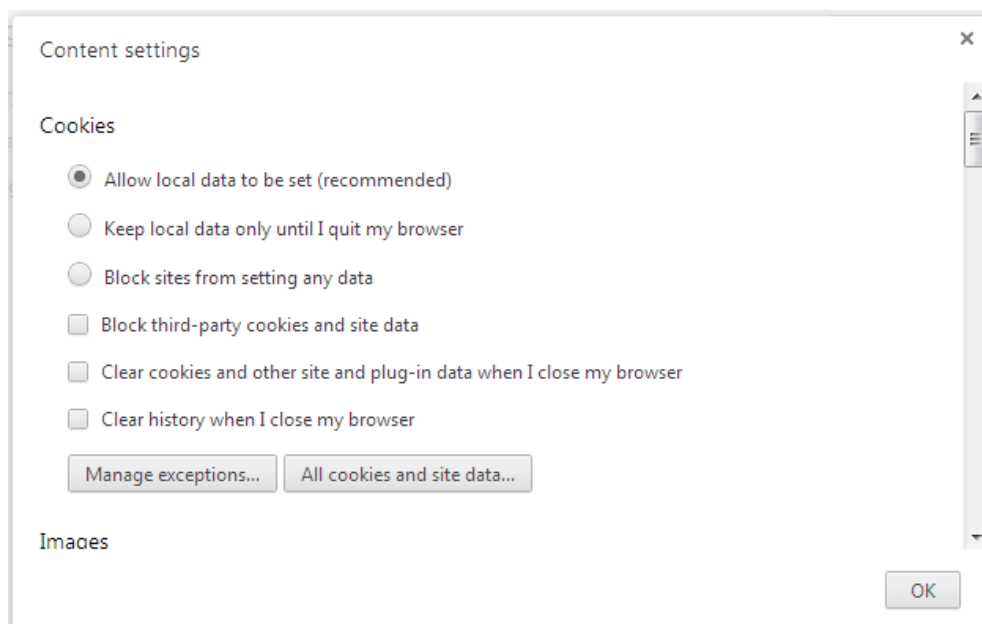 Content settings
Cookies
Allow local data to be set (recommended)
Keep local data only until I quit my browser
Block sites from setting any data
Block third-party cookies and site data
Clear cookies and other site and plug-in data when I close my browser
Clear history when I close my browser
Manage exceptions... All cookies and site data...
Images
OK